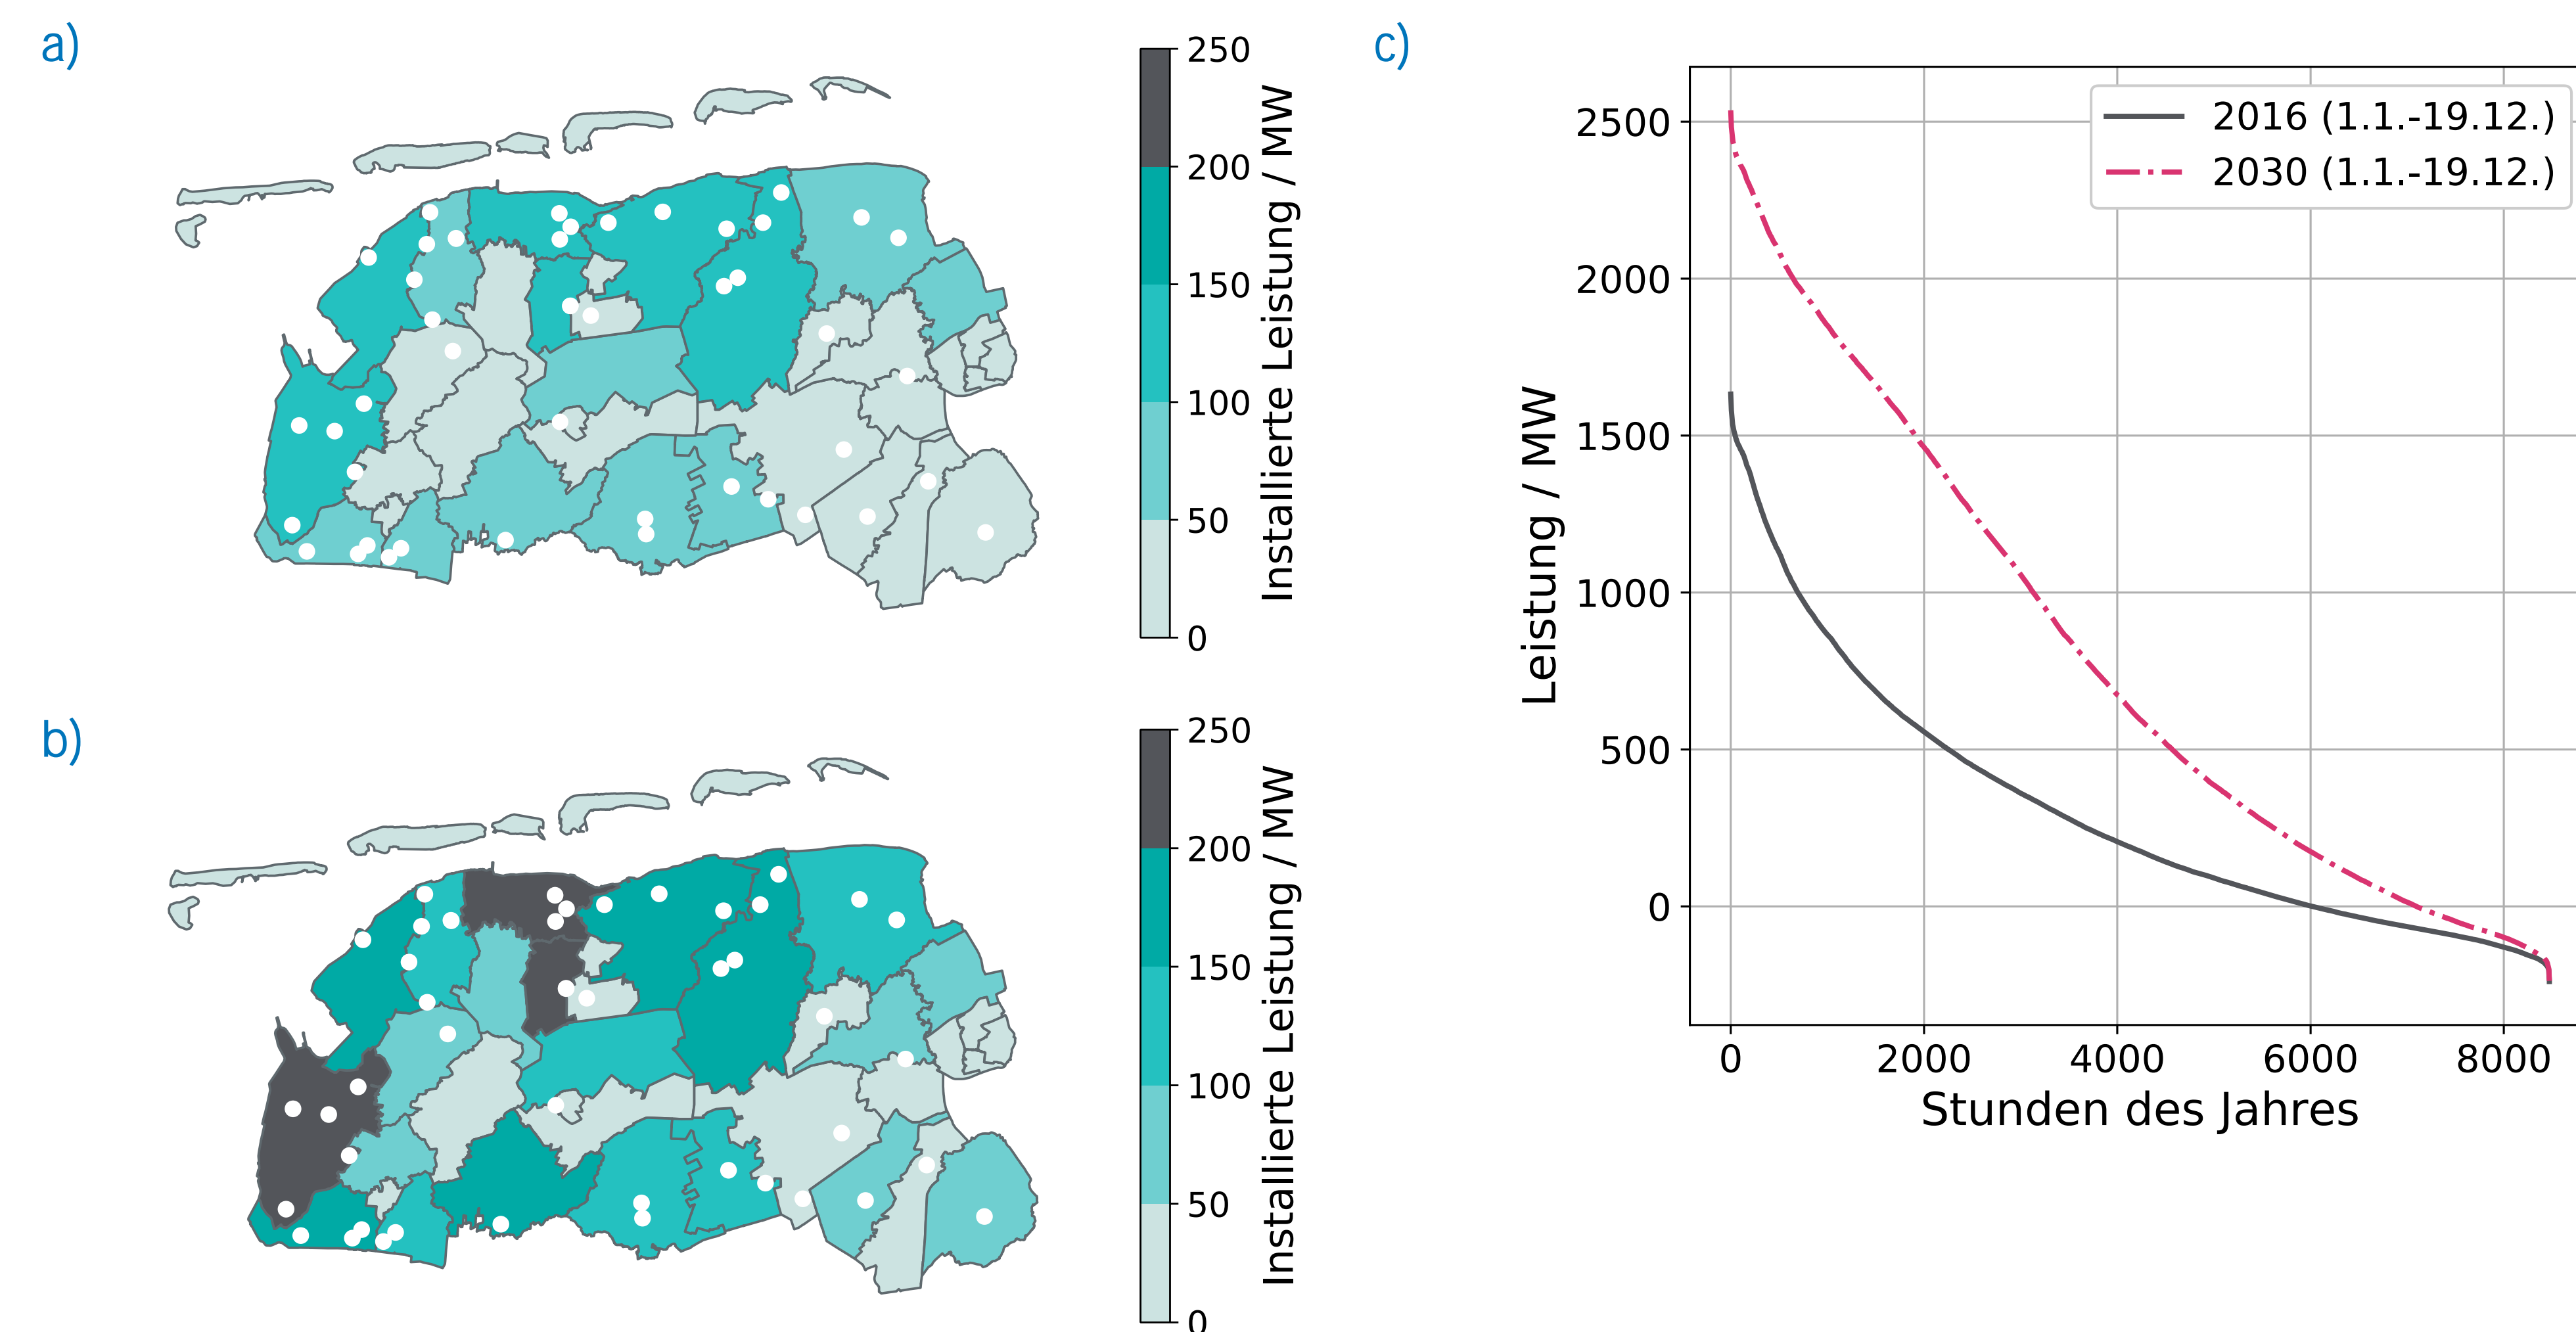 a)
250
200
150
100
50
0
Installierte Leistung / MW
b)
250
200
150
100
50
0
Installierte Leistung / MW
c)
2500
2000
1500
1000
500
0
Leistung / MW
2016 (1.1.-19.12.)
2030 (1.1.-19.12.)
0 2000 4000 6000 8000
Stunden des Jahres